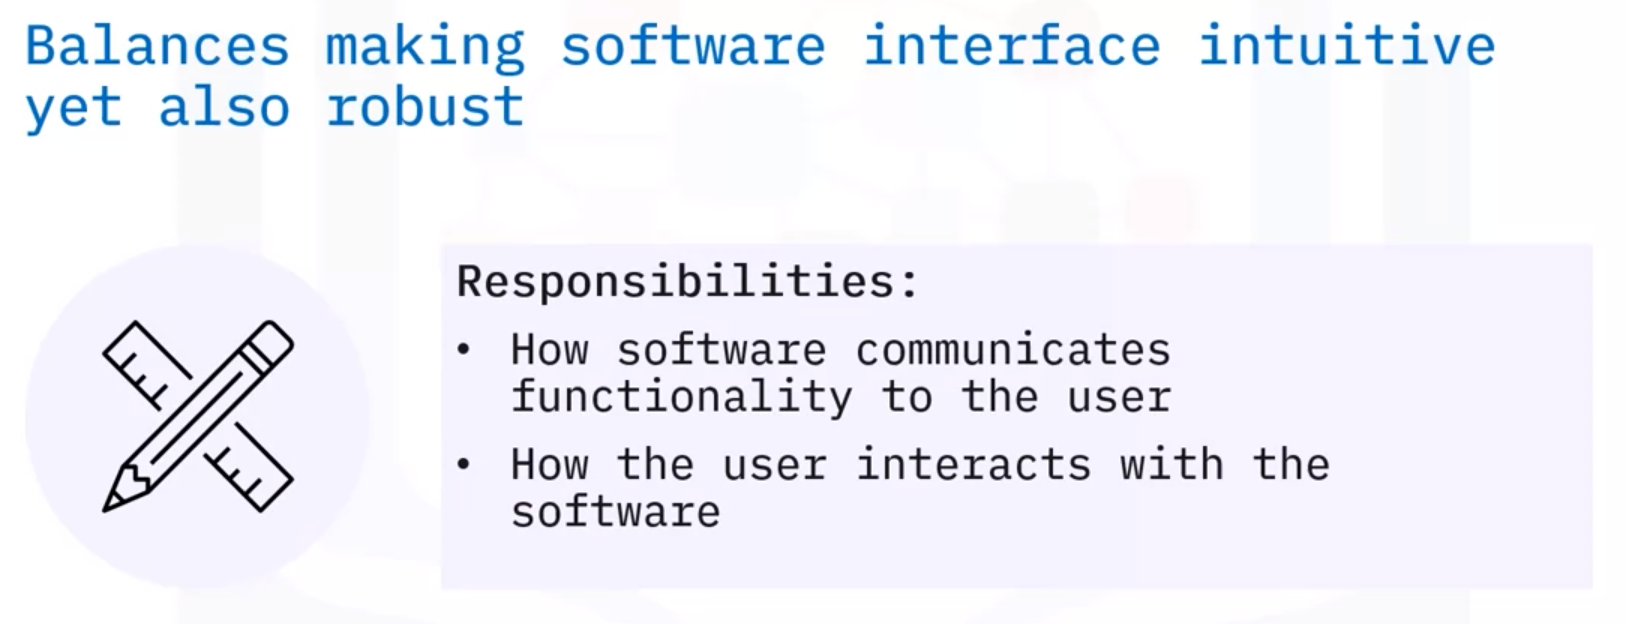 Balances making software interface intuitive
yet also robust
Responsibilities:
• How software communicates
functionality to the user
• How the user interacts with the
software